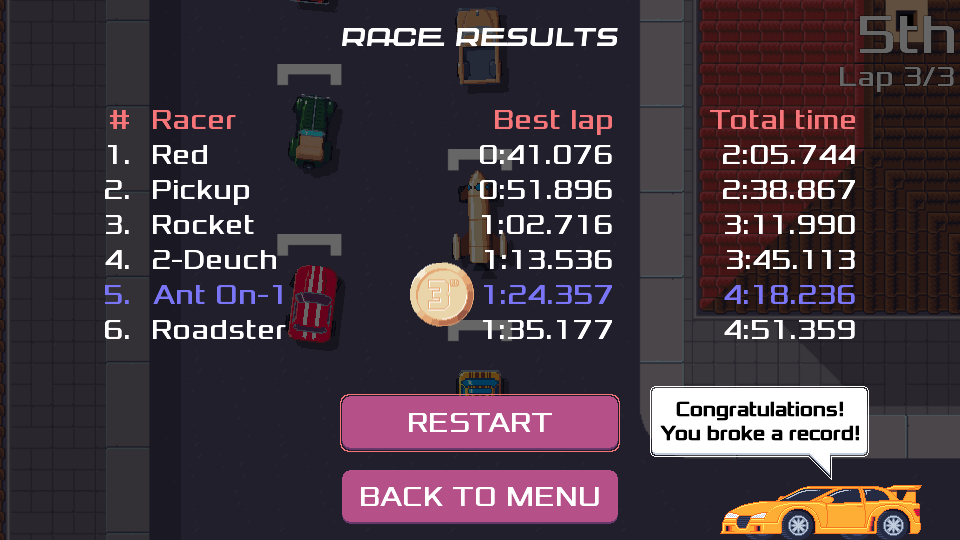 RACE RESULTS
5th
Lap 3/3
# Racer Best lap Total time
1. Red 0:41.076 2:05.744
2. Pickup 0:51.896 2:38.867
3. Rocket 1:02.716 3:11.990
4. 2-Deuch 1:13.536 3:45.113
5. Ant On-1 1:24.357 4:18.236
6. Roadster 1:35.177 4:51.359
3rd
RESTART
Congratulations!
You broke a record!
BACK TO MENU